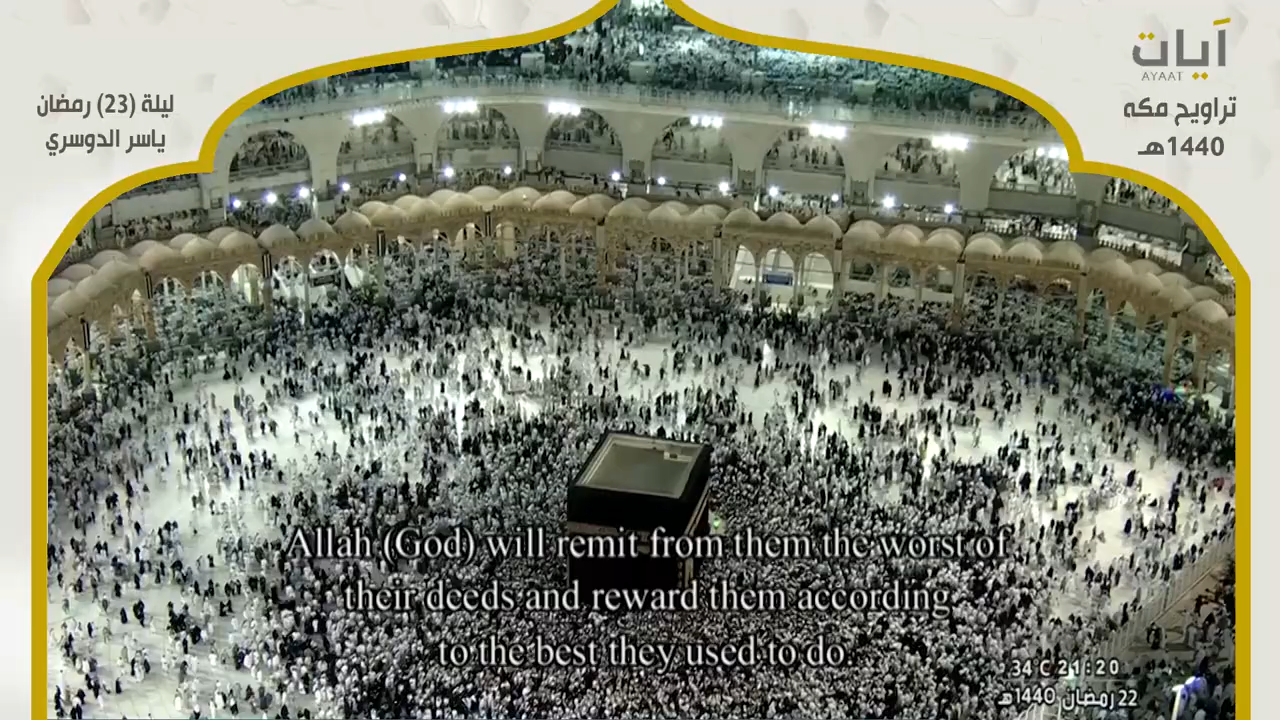 آيات
AYAAT
تراويح مكه
1440هـ
ليلة (23) رمضان
ياسر الدوسري
Allah (God) will remit from them the worst of
their deeds and reward them according
to the best they used to do.
34 C 21:20
22 رمضان 1440هـ